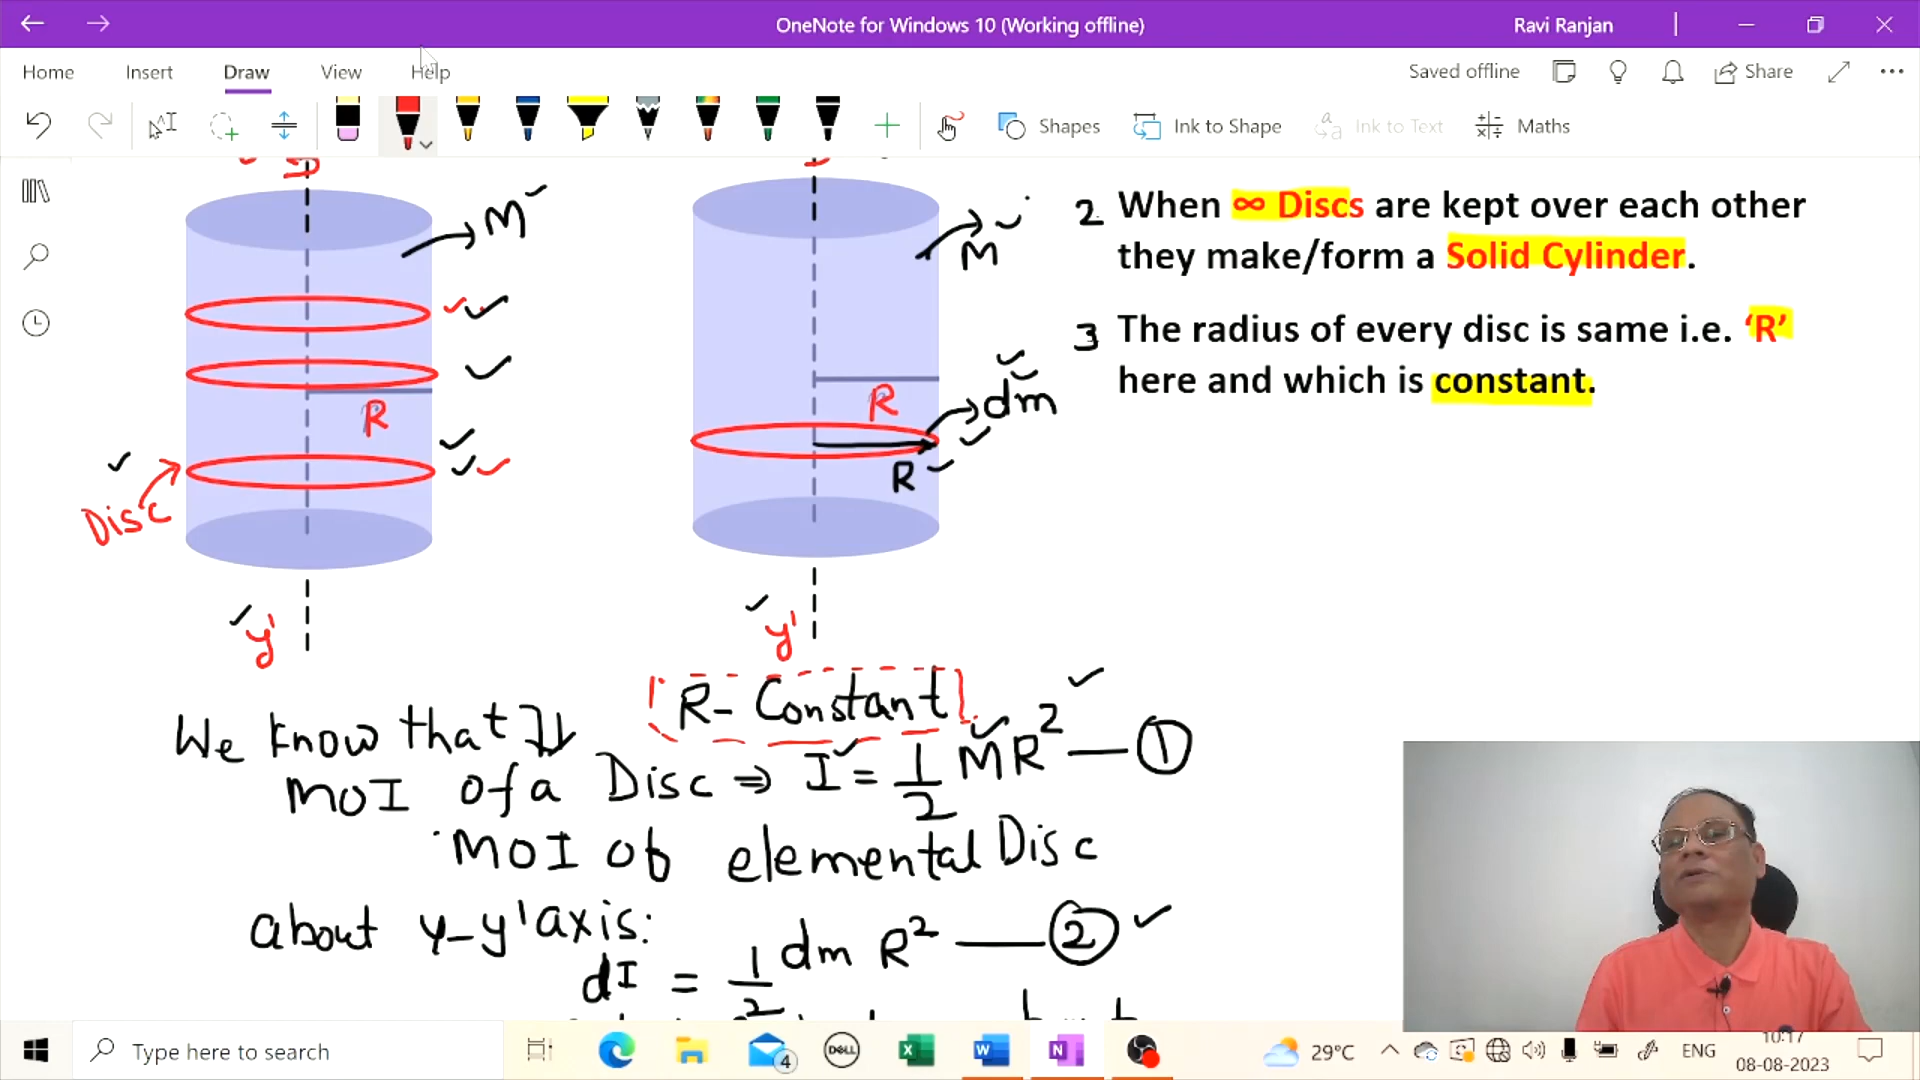 OneNote for Windows 10 (Working offline)
Ravi Ranjan
Home Insert Draw View Help
Saved offline
Share
Shapes
Ink to Shape
Ink to Text
Maths
M
R
Disc
y'
M
R
dm
R
y'
2. When ∞ Discs are kept over each other
they make/form a Solid Cylinder.
3 The radius of every disc is same i.e. ‘R’
here and which is constant.
R - Constant
We know that
MOI of a Disc ⇒ I = 1/2 MR² — 1
MOI of elemental Disc
about y-y' axis:
dI = 1/2 dm R² — 2
Type here to search
4
DELL
29°C
ENG
10:17
08-08-2023